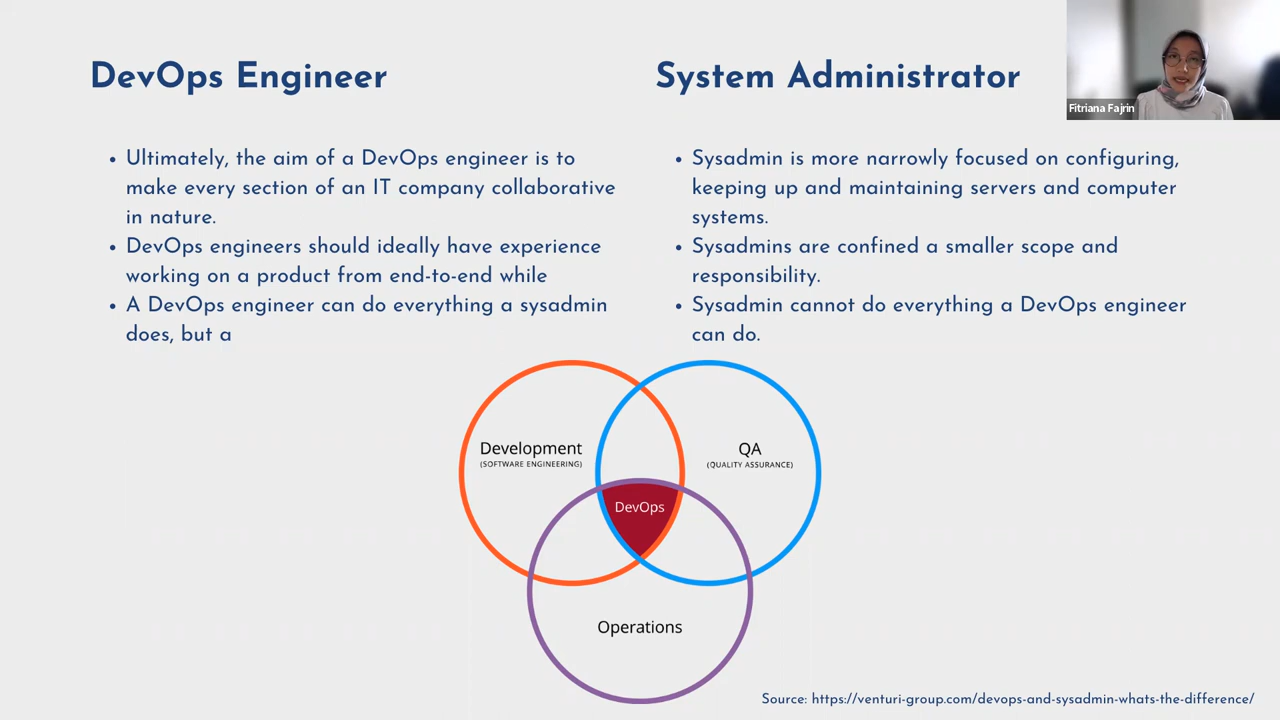 DevOps Engineer
Ultimately, the aim of a DevOps engineer is to
make every section of an IT company collaborative
in nature.
DevOps engineers should ideally have experience
working on a product from end-to-end while
A DevOps engineer can do everything a sysadmin
does, but a
System Administrator
Sysadmin is more narrowly focused on configuring,
keeping up and maintaining servers and computer
systems.
Sysadmins are confined a smaller scope and
responsibility.
Sysadmin cannot do everything a DevOps engineer
can do.
Fitriana Fajrin
Development
(SOFTWARE ENGINEERING)
QA
(QUALITY ASSURANCE)
DevOps
Operations
Source: https://venturi-group.com/devops-and-sysadmin-whats-the-difference/